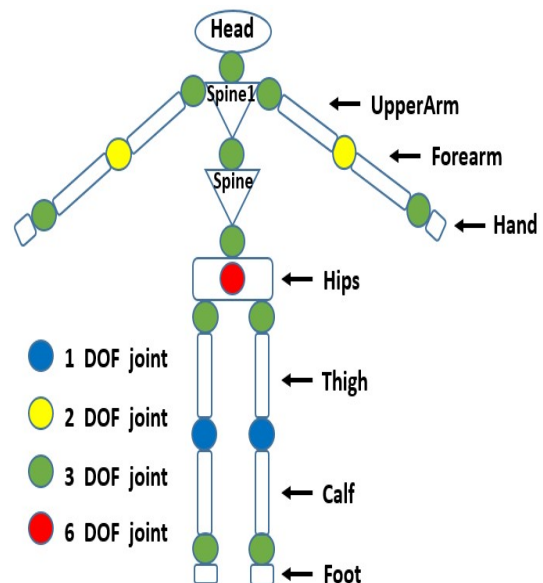 Head
Spine1
UpperArm
Forearm
Spine
Hand
Hips
1 DOF joint
Thigh
2 DOF joint
3 DOF joint
Calf
6 DOF joint
Foot